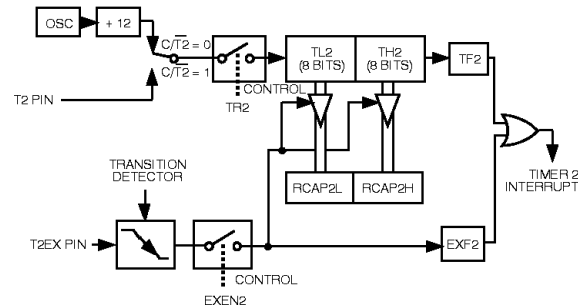 OSC
+ 12
C/T2 = 0
C/T2 = 1
T2 PIN
CONTROL
TR2
TL2
(8 BITS)
TH2
(8 BITS)
TF2
RCAP2L
RCAP2H
TIMER 2
INTERRUPT
TRANSITION
DETECTOR
T2EX PIN
CONTROL
EXEN2
EXF2